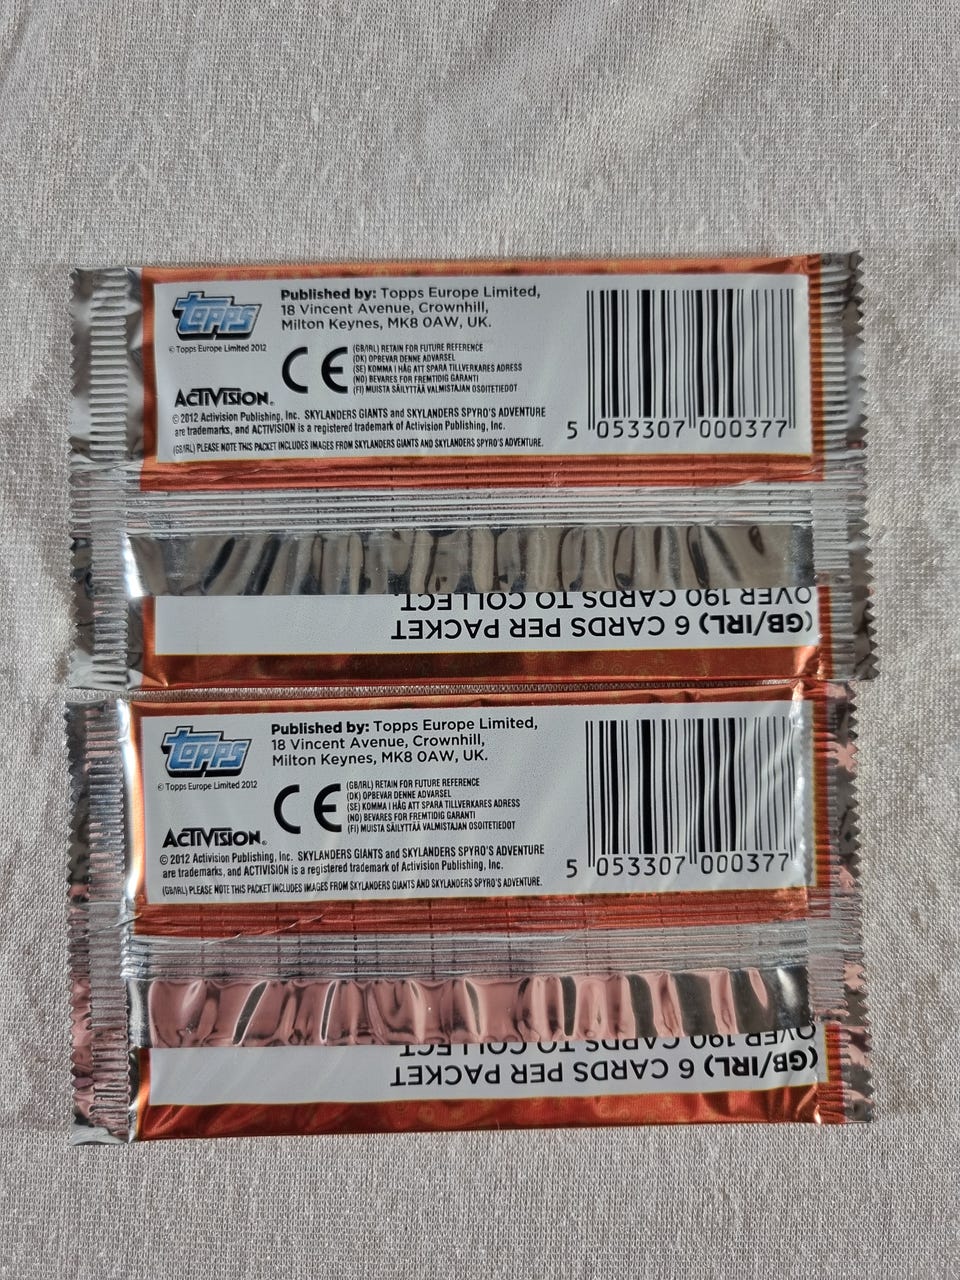 Topps
© Topps Europe Limited 2012
Published by: Topps Europe Limited,
18 Vincent Avenue, Crownhill,
Milton Keynes, MK8 0AW, UK.
CE
(GB/IRL) RETAIN FOR FUTURE REFERENCE
(DK) OPBEVAR DENNE ADVARSEL
(SE) KOMMA I HÅG ATT SPARA TILLVERKARES ADRESS
(NO) BEVARES FOR FREMTIDIG GARANTI
(FI) MUISTA SÄILYTTÄÄ VALMISTAJAN OSOITETIEDOT
ACTIVISION®
© 2012 Activision Publishing, Inc. SKYLANDERS GIANTS and SKYLANDERS SPYRO'S ADVENTURE
are trademarks, and ACTIVISION is a registered trademark of Activision Publishing, Inc.
(GB/IRL) PLEASE NOTE THIS PACKET INCLUDES IMAGES FROM SKYLANDERS GIANTS AND SKYLANDERS SPYRO'S ADVENTURE.
5 053307 000377
(GB/IRL) 6 CARDS PER PACKET
OVER 190 CARDS TO COLLECT
Topps
© Topps Europe Limited 2012
Published by: Topps Europe Limited,
18 Vincent Avenue, Crownhill,
Milton Keynes, MK8 0AW, UK.
CE
(GB/IRL) RETAIN FOR FUTURE REFERENCE
(DK) OPBEVAR DENNE ADVARSEL
(SE) KOMMA I HÅG ATT SPARA TILLVERKARES ADRESS
(NO) BEVARES FOR FREMTIDIG GARANTI
(FI) MUISTA SÄILYTTÄÄ VALMISTAJAN OSOITETIEDOT
ACTIVISION®
© 2012 Activision Publishing, Inc. SKYLANDERS GIANTS and SKYLANDERS SPYRO'S ADVENTURE
are trademarks, and ACTIVISION is a registered trademark of Activision Publishing, Inc.
(GB/IRL) PLEASE NOTE THIS PACKET INCLUDES IMAGES FROM SKYLANDERS GIANTS AND SKYLANDERS SPYRO'S ADVENTURE.
5 053307 000377
(GB/IRL) 6 CARDS PER PACKET
OVER 190 CARDS TO COLLECT